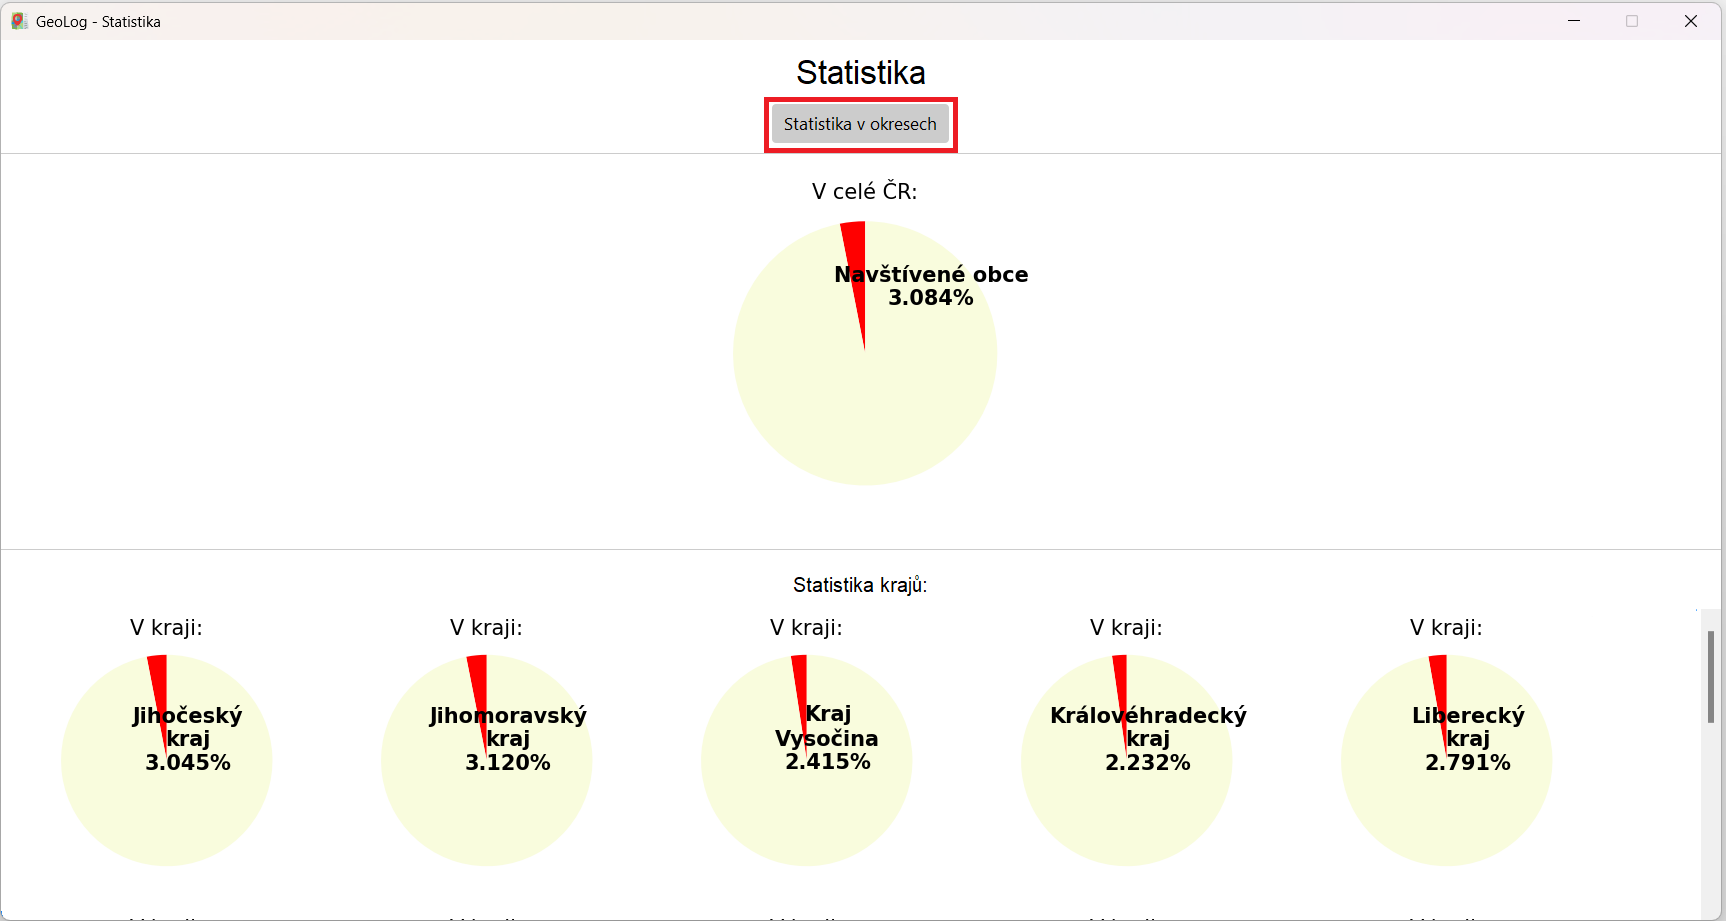 GeoLog - Statistika
Statistika
Statistika v okresech
V celé ČR:
Navštívené obce
3.084%
Statistika krajů:
V kraji:
Jihočeský
kraj
3.045%
V kraji:
Jihomoravský
kraj
3.120%
V kraji:
Kraj
Vysočina
2.415%
V kraji:
Královéhradecký
kraj
2.232%
V kraji:
Liberecký
kraj
2.791%